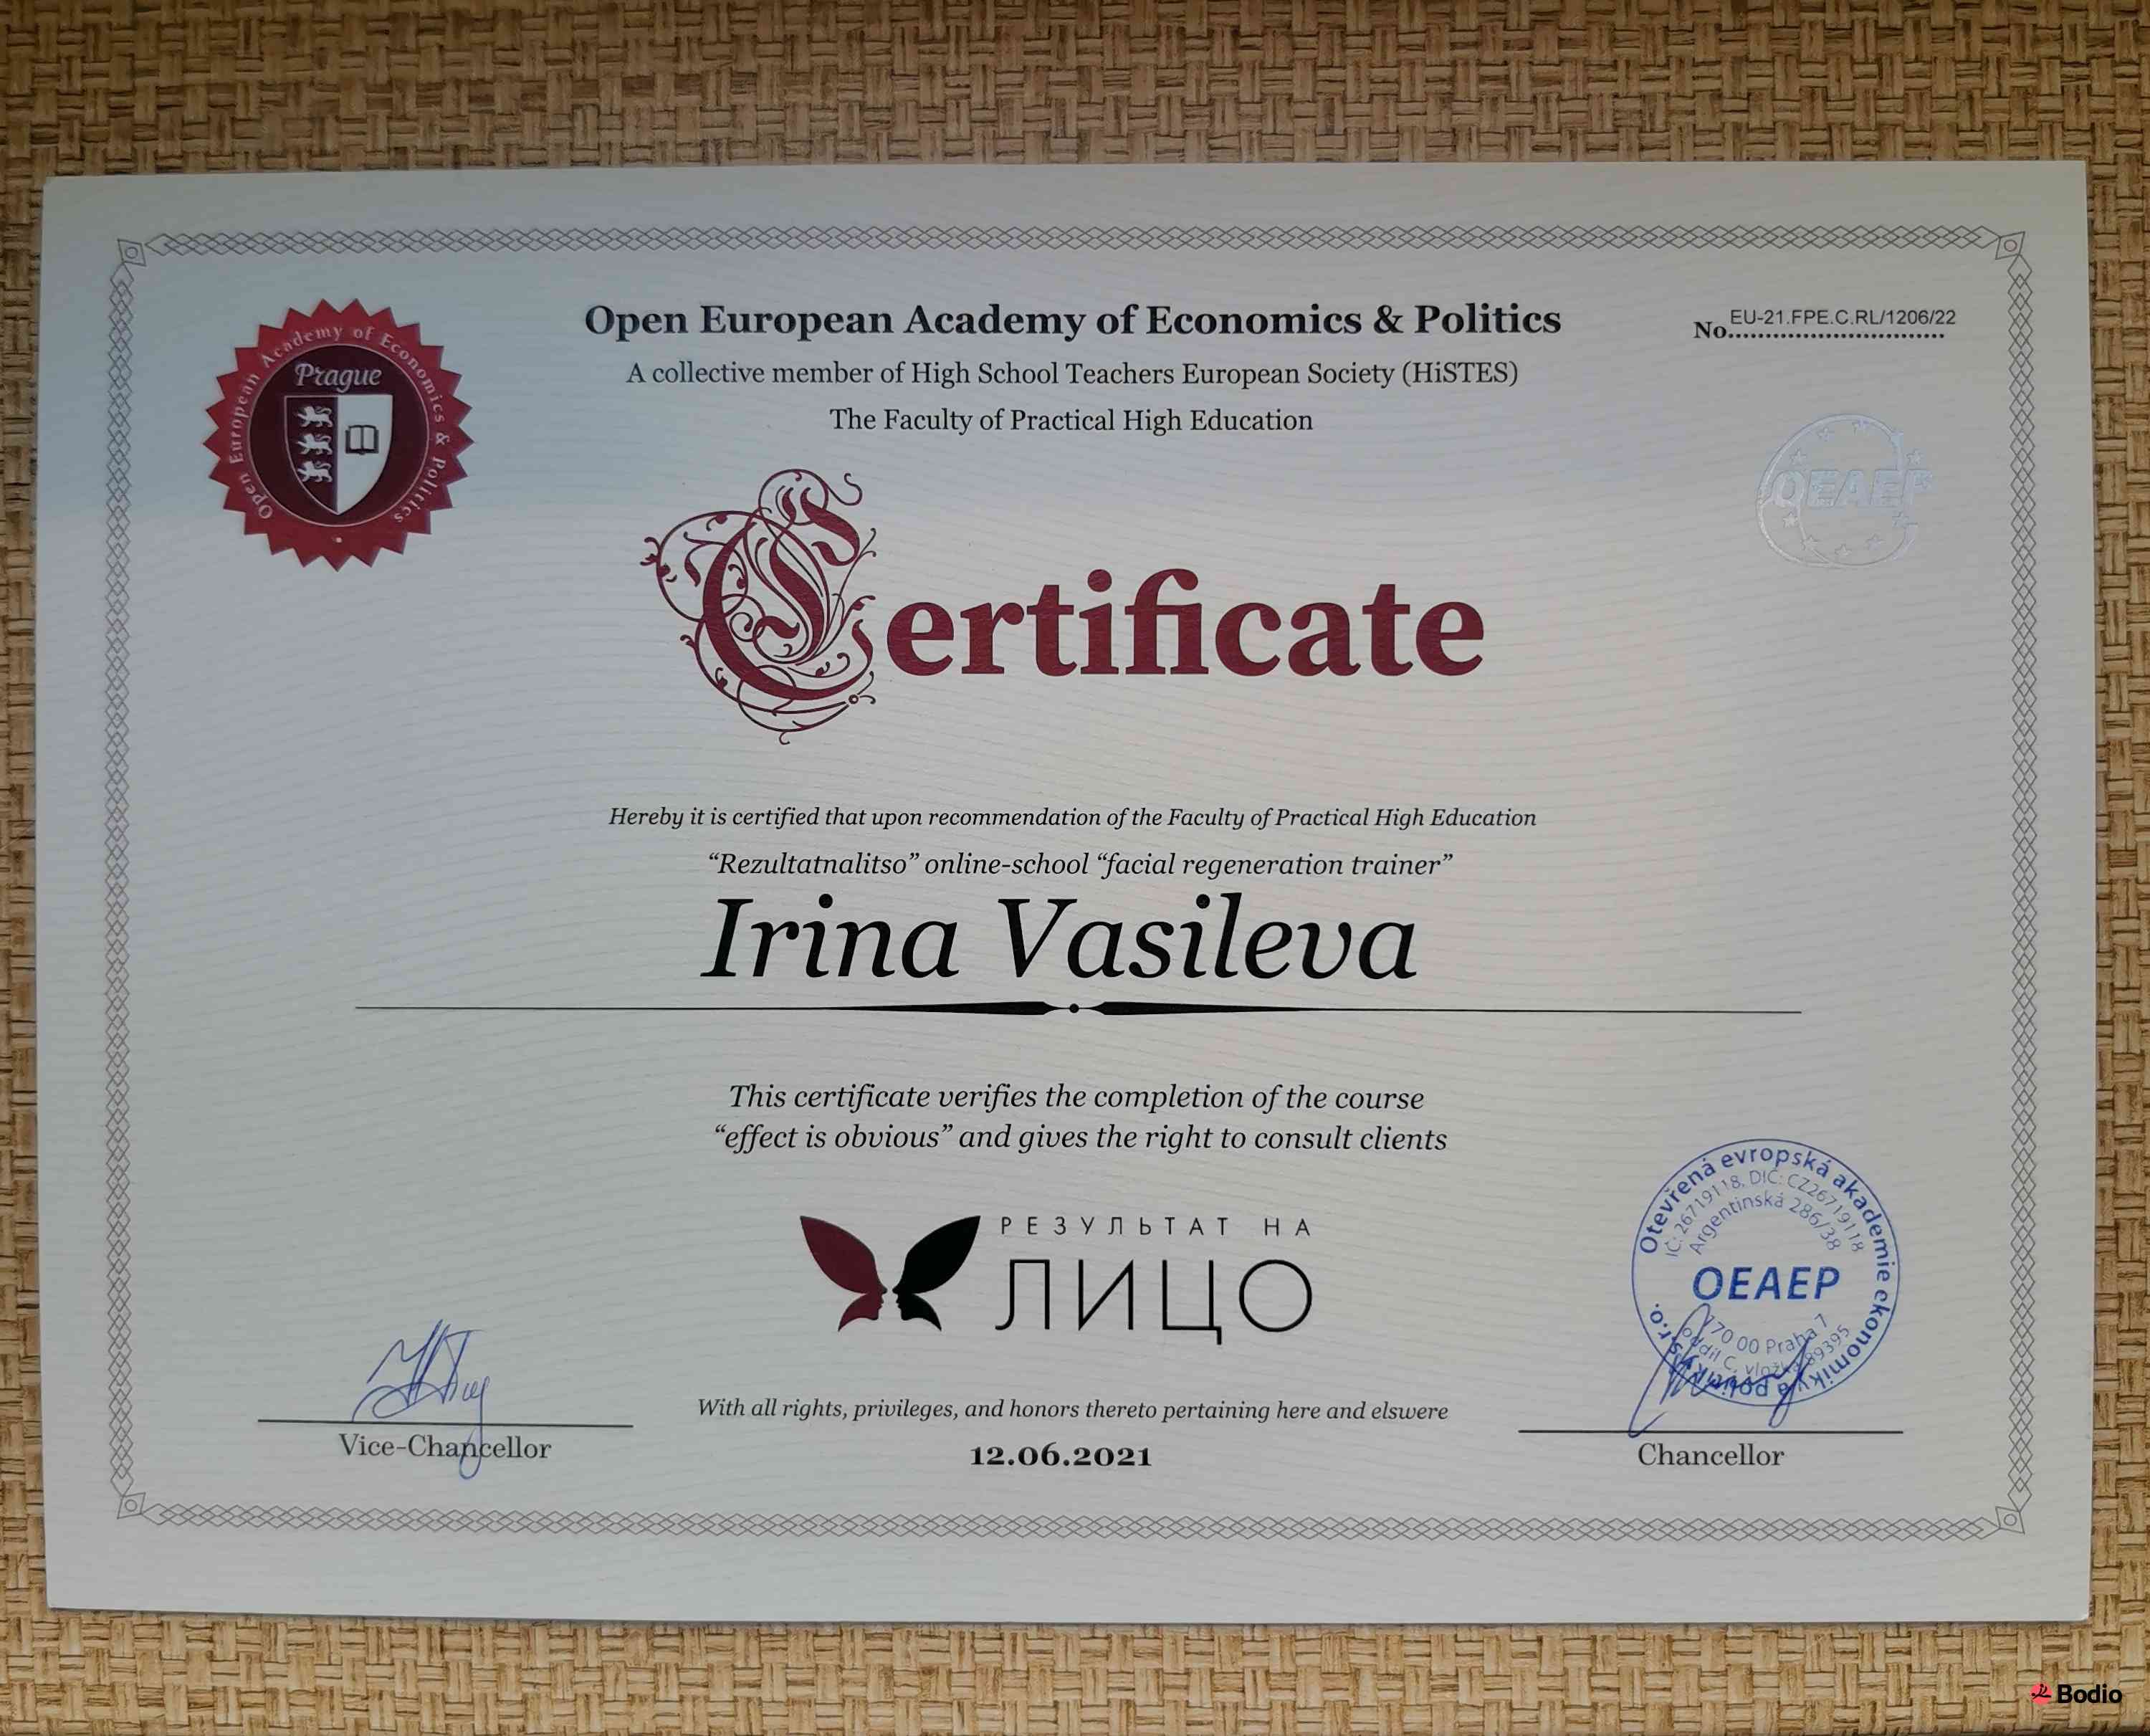 Open European Academy of Economics & Politics
Prague
Open European Academy of Economics & Politics
A collective member of High School Teachers European Society (HiSTES)
The Faculty of Practical High Education
No. EU-21.FPE.C.RL/1206/22
OEAEP
Certificate
Hereby it is certified that upon recommendation of the Faculty of Practical High Education
“Rezultatnalitso” online-school “facial regeneration trainer”
Irina Vasileva
This certificate verifies the completion of the course
“effect is obvious” and gives the right to consult clients
РЕЗУЛЬТАТ НА
ЛИЦО
Otevřená evropská akademie ekonomiky a politiky, s.r.o.
IČ: 26719118, DIČ: CZ26719118
Argentinská 286/38
OEAEP
170 00 Praha 7
oddíl C, vložka 89395
With all rights, privileges, and honors thereto pertaining here and elswere
12.06.2021
Vice-Chancellor
Chancellor
Bodio